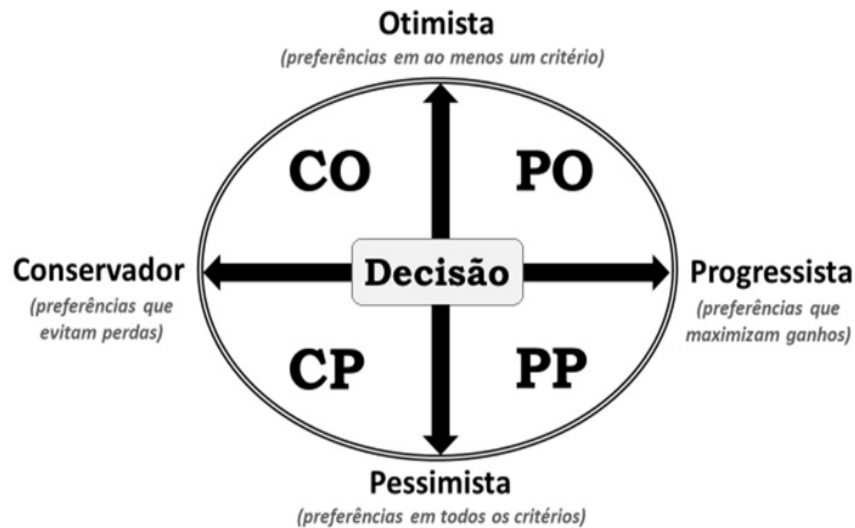 Otimista
(preferências em ao menos um critério)
CO
PO
Conservador
(preferências que
evitam perdas)
Decisão
Progressista
(preferências que
maximizam ganhos)
CP
PP
Pessimista
(preferências em todos os critérios)